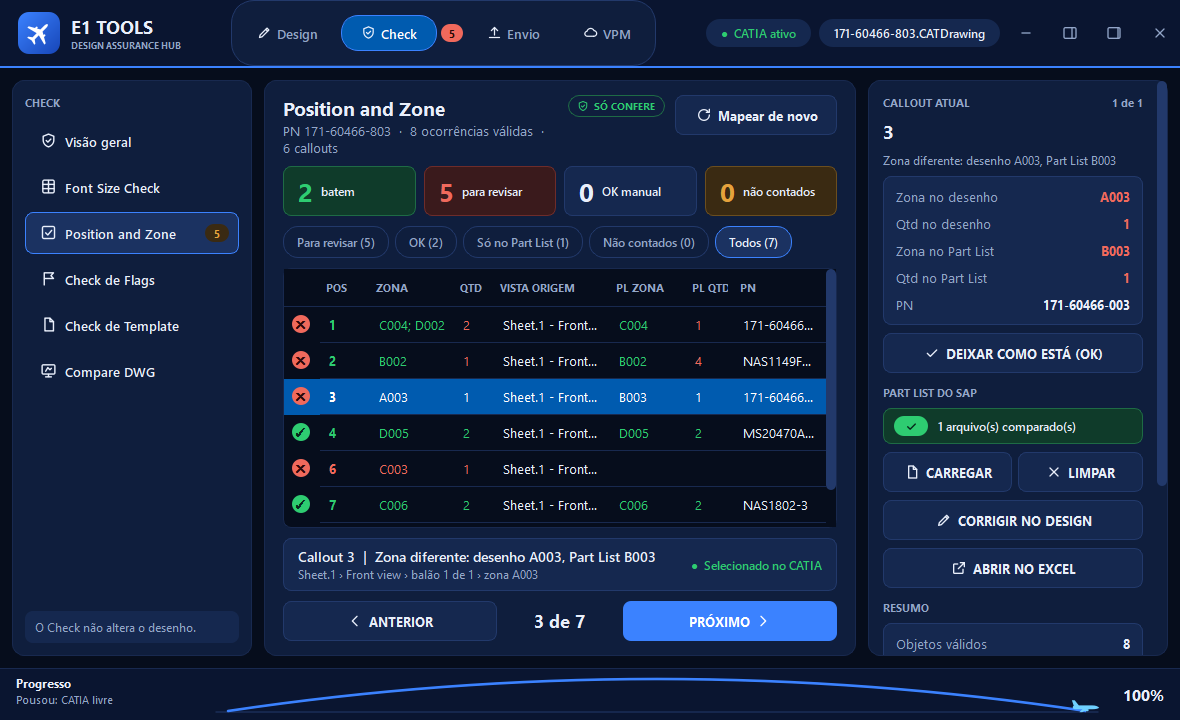 E1 TOOLS
DESIGN ASSURANCE HUB
Design
Check
5
Envio
VPM
CATIA ativo
171-60466-803.CATDrawing
CHECK
Visão geral
Font Size Check
Position and Zone
5
Check de Flags
Check de Template
Compare DWG
O Check não altera o desenho.
Position and Zone
PN 171-60466-803 · 8 ocorrências válidas ·
6 callouts
SÓ CONFERE
Mapear de novo
2 batem
5 para revisar
0 OK manual
0 não contados
Para revisar (5)
OK (2)
Só no Part List (1)
Não contados (0)
Todos (7)
POS ZONA QTD VISTA ORIGEM PL ZONA PL QTD PN
1 C004; D002 2 Sheet.1 - Front... C004 1 171-60466...
2 B002 1 Sheet.1 - Front... B002 4 NAS1149F...
3 A003 1 Sheet.1 - Front... B003 1 171-60466...
4 D005 2 Sheet.1 - Front... D005 2 MS20470A...
6 C003 1 Sheet.1 - Front...
7 C006 2 Sheet.1 - Front... C006 2 NAS1802-3
Callout 3 | Zona diferente: desenho A003, Part List B003
Sheet.1 › Front view › balão 1 de 1 › zona A003
Selecionado no CATIA
ANTERIOR
3 de 7
PRÓXIMO
CALLOUT ATUAL
1 de 1
3
Zona diferente: desenho A003, Part List B003
Zona no desenho A003
Qtd no desenho 1
Zona no Part List B003
Qtd no Part List 1
PN 171-60466-003
DEIXAR COMO ESTÁ (OK)
PART LIST DO SAP
1 arquivo(s) comparado(s)
CARREGAR
LIMPAR
CORRIGIR NO DESIGN
ABRIR NO EXCEL
RESUMO
Objetos válidos 8
Progresso
Pousou: CATIA livre
100%